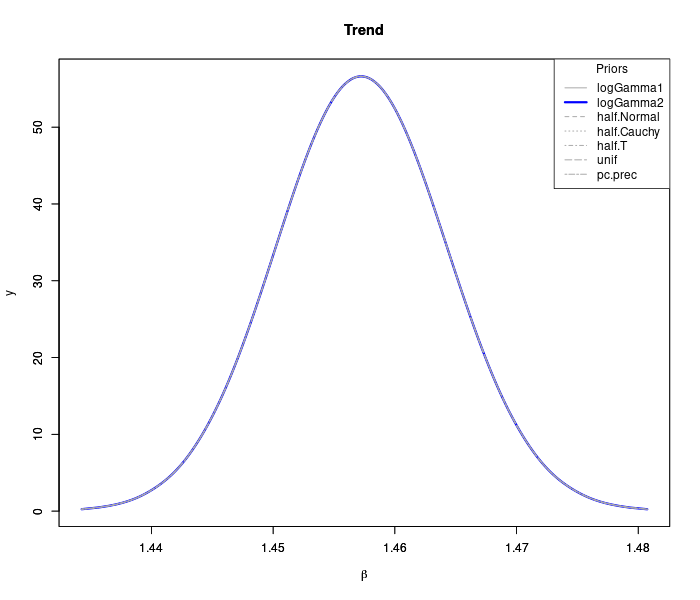 Trend
Priors
logGamma1
logGamma2
half.Normal
half.Cauchy
half.T
unif
pc.prec
y
50
40
30
20
10
0
1.44 1.45 1.46 1.47 1.48
β